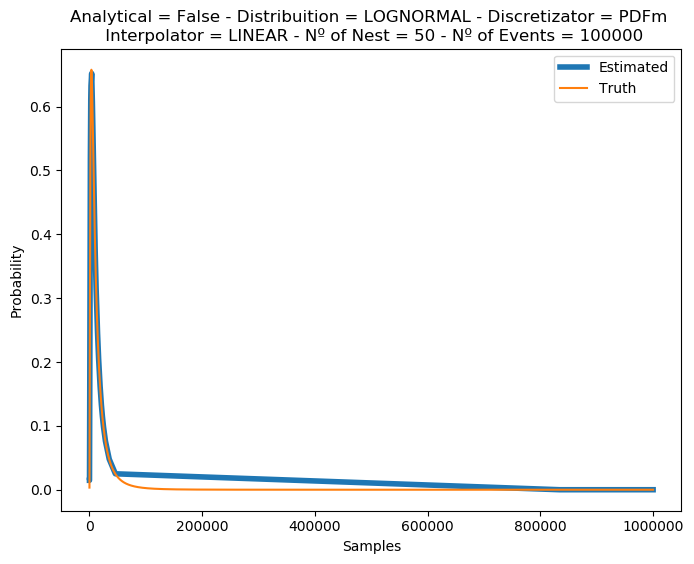 Analytical = False - Distribuition = LOGNORMAL - Discretizator = PDFm
Interpolator = LINEAR - Nº of Nest = 50 - Nº of Events = 100000
Estimated
Truth
Probability
0.6
0.5
0.4
0.3
0.2
0.1
0.0
0 200000 400000 600000 800000 1000000
Samples